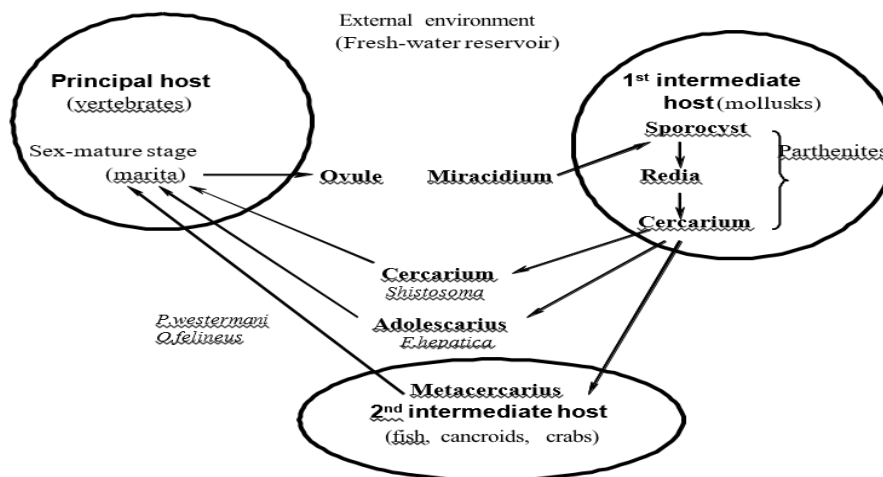 External environment
(Fresh-water reservoir)
Principal host
(vertebrates)
Sex-mature stage
(marita)
Ovule
Miracidium
1st intermediate
host (mollusks)
Sporocyst
Redia
Cercarium
Parthenites
Cercarium
Shistosoma
Adolescarius
F.hepatica
P.westermani
O.felineus
Metacercarius
2nd intermediate host
(fish, cancroids, crabs)